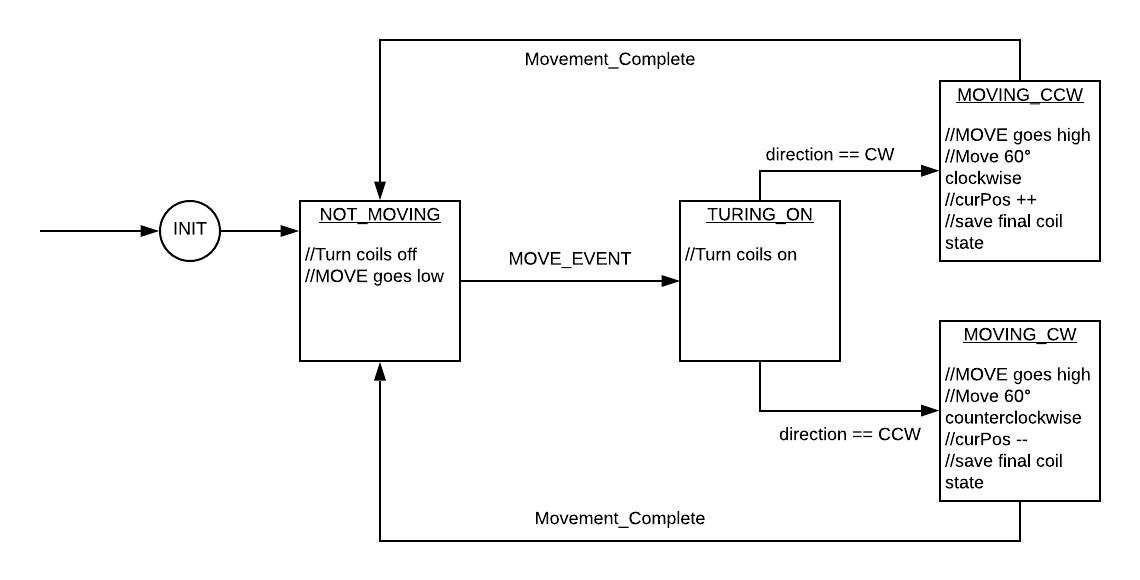 Movement_Complete
MOVING_CCW
//MOVE goes high
//Move 60°
clockwise
//curPos ++
//save final coil
state
direction == CW
INIT
NOT_MOVING
//Turn coils off
//MOVE goes low
MOVE_EVENT
TURING_ON
//Turn coils on
MOVING_CW
//MOVE goes high
//Move 60°
counterclockwise
//curPos --
//save final coil
state
direction == CCW
Movement_Complete